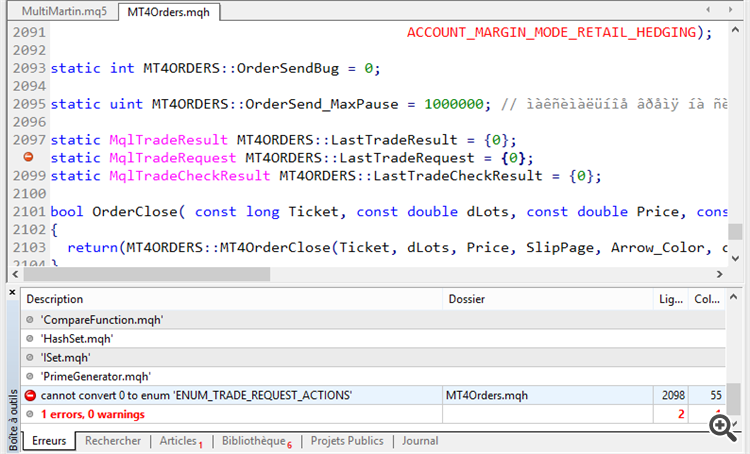 MultiMartin.mq5
MT4Orders.mqh
2091 ACCOUNT_MARGIN_MODE_RETAIL_HEDGING);
2092
2093 static int MT4ORDERS::OrderSendBug = 0;
2094
2095 static uint MT4ORDERS::OrderSend_MaxPause = 1000000; // ìàêñèìàëüíîå âðåìÿ íà ñè
2096
2097 static MqlTradeResult MT4ORDERS::LastTradeResult = {0};
static MqlTradeRequest MT4ORDERS::LastTradeRequest = {0};
2099 static MqlTradeCheckResult MT4ORDERS::LastTradeCheckResult = {0};
2100
2101 bool OrderClose( const long Ticket, const double dLots, const double Price, cons
2102 {
2103 return(MT4ORDERS::MT4OrderClose(Ticket, dLots, Price, SlipPage, Arrow_Color, c
2104 }
Description Dossier Lig... Col...
'CompareFunction.mqh'
'HashSet.mqh'
'ISet.mqh'
'PrimeGenerator.mqh'
cannot convert 0 to enum 'ENUM_TRADE_REQUEST_ACTIONS' MT4Orders.mqh 2098 55
1 errors, 0 warnings 2 1
Boîte à outils
Erreurs Rechercher Articles 1 Bibliothèque 6 Projets Publics Journal